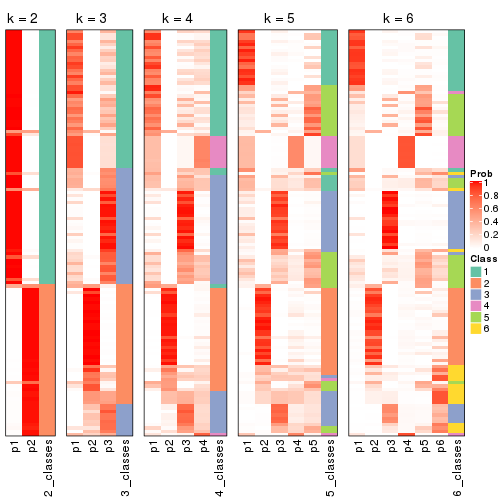 k = 2
k = 3
k = 4
k = 5
k = 6
Prob
1
0.8
0.6
0.4
0.2
0
Class
1
2
3
4
5
6
p1
p2
2_classes
p1
p2
p3
3_classes
p1
p2
p3
p4
4_classes
p1
p2
p3
p4
p5
5_classes
p1
p2
p3
p4
p5
p6
6_classes